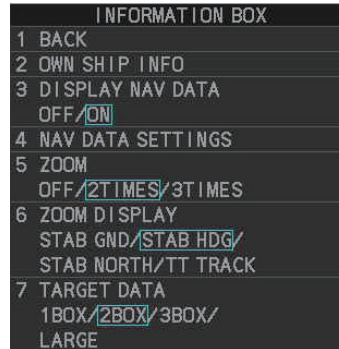 INFORMATION BOX
1 BACK
2 OWN SHIP INFO
3 DISPLAY NAV DATA
OFF/ON
4 NAV DATA SETTINGS
5 ZOOM
OFF/2TIMES/3TIMES
6 ZOOM DISPLAY
STAB GND/STAB HDG/
STAB NORTH/TT TRACK
7 TARGET DATA
1BOX/2BOX/3BOX/
LARGE